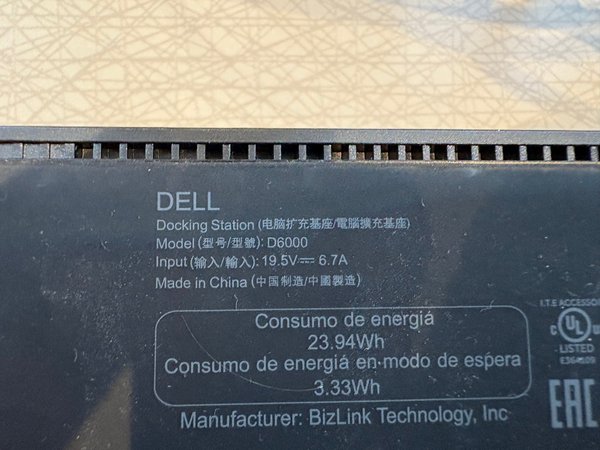 DELL
Docking Station (电脑扩充基座/電腦擴充基座)
Model (型号/型號): D6000
Input (输入/輸入): 19.5V⎓ 6.7A
Made in China (中国制造/中國製造)
Consumo de energiá
23.94Wh
Consumo de energiá en modo de espera
3.33Wh
Manufacturer: BizLink Technology, Inc
I.T.E ACCESSOR
C UL U
LISTED
E364109
EAC